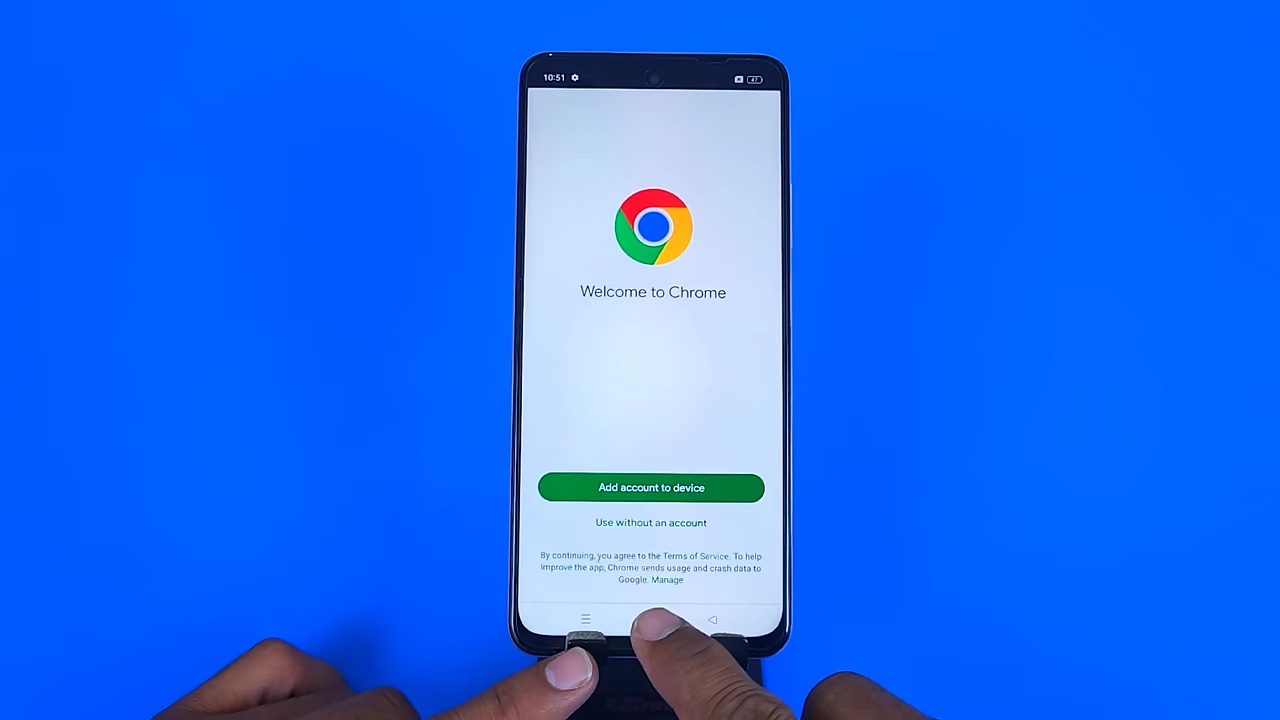 10:51
47
Welcome to Chrome
Add account to device
Use without an account
By continuing, you agree to the Terms of Service. To help
improve the app, Chrome sends usage and crash data to
Google. Manage